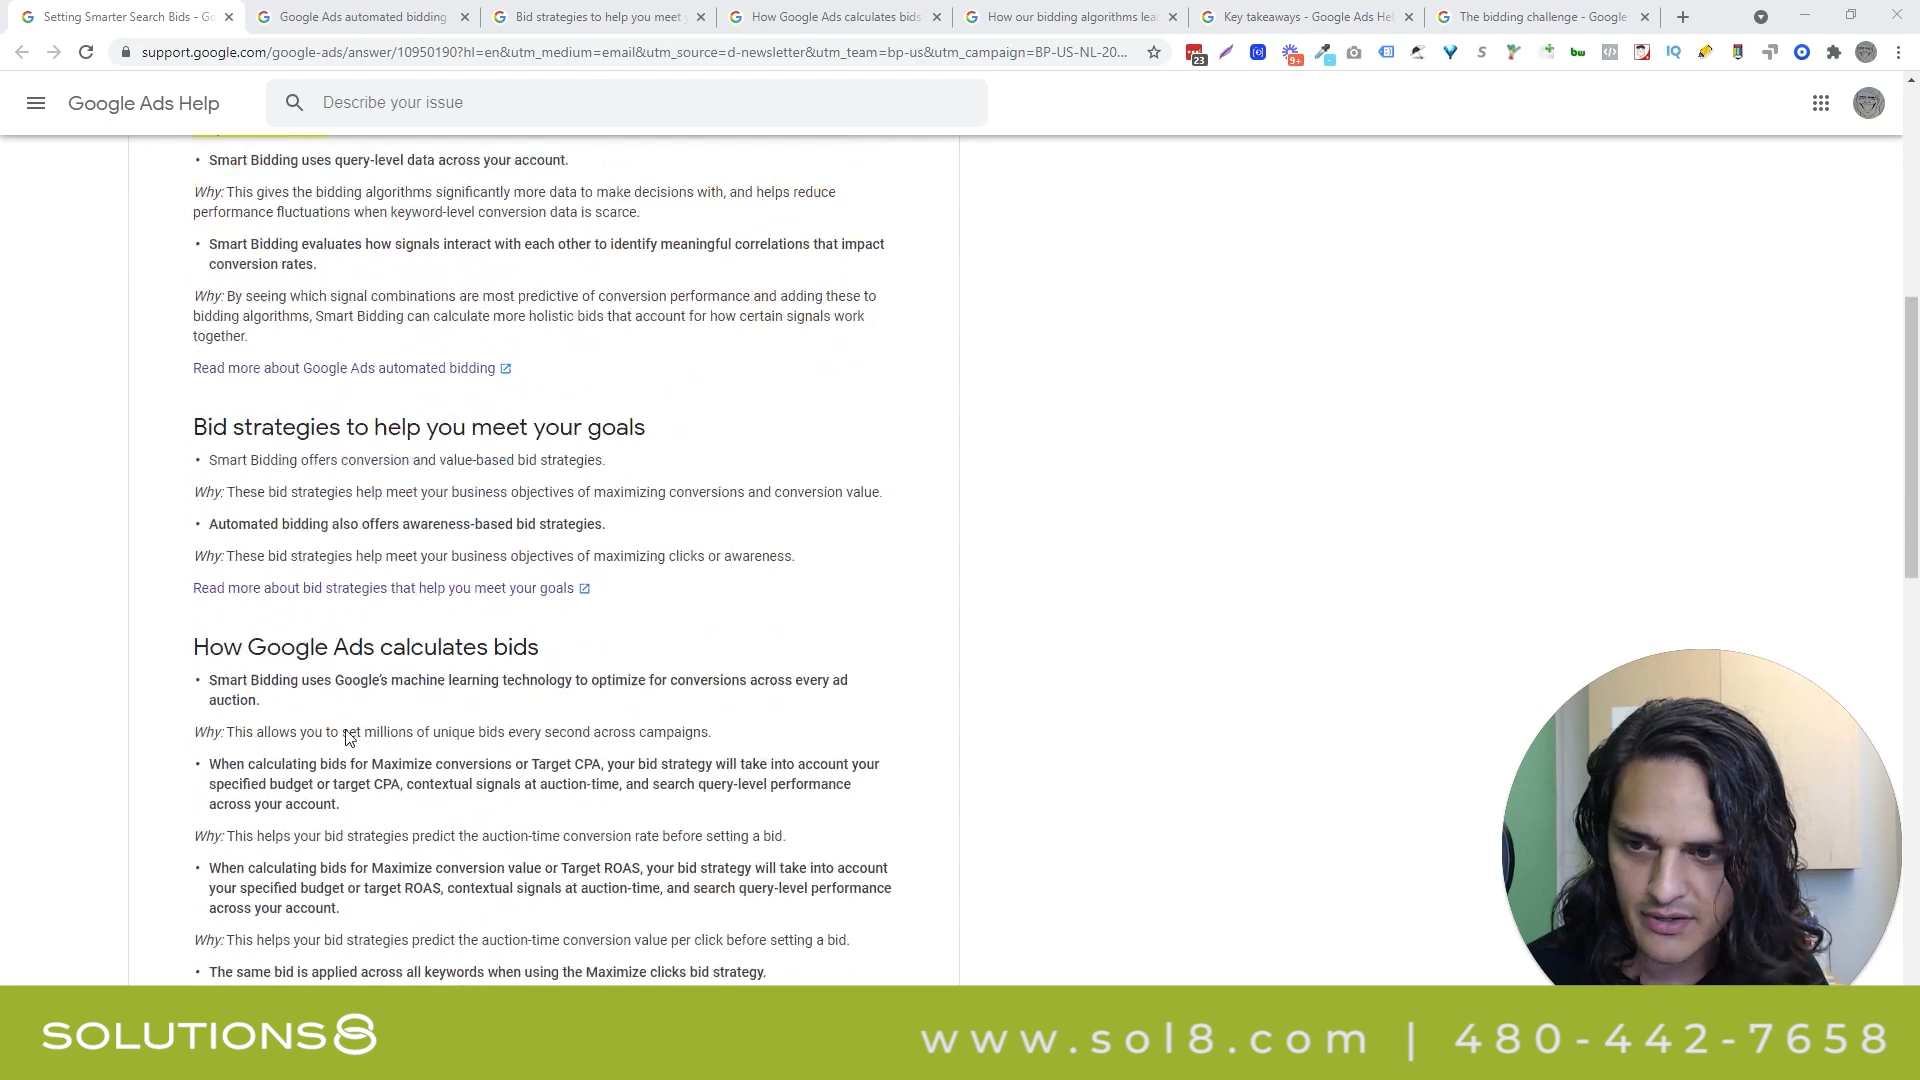 Setting Smarter Search Bids - Go
Google Ads automated bidding
Bid strategies to help you meet
How Google Ads calculates bids
How our bidding algorithms lea
Key takeaways - Google Ads Hel
The bidding challenge - Google
support.google.com/google-ads/answer/10950190?hl=en&utm_medium=email&utm_source=d-newsletter&utm_team=bp-us&utm_campaign=BP-US-NL-20...
23
9+
S
bw
IQ
Google Ads Help
Describe your issue
• Smart Bidding uses query-level data across your account.
Why: This gives the bidding algorithms significantly more data to make decisions with, and helps reduce
performance fluctuations when keyword-level conversion data is scarce.
• Smart Bidding evaluates how signals interact with each other to identify meaningful correlations that impact
conversion rates.
Why: By seeing which signal combinations are most predictive of conversion performance and adding these to
bidding algorithms, Smart Bidding can calculate more holistic bids that account for how certain signals work
together.
Read more about Google Ads automated bidding
Bid strategies to help you meet your goals
• Smart Bidding offers conversion and value-based bid strategies.
Why: These bid strategies help meet your business objectives of maximizing conversions and conversion value.
• Automated bidding also offers awareness-based bid strategies.
Why: These bid strategies help meet your business objectives of maximizing clicks or awareness.
Read more about bid strategies that help you meet your goals
How Google Ads calculates bids
• Smart Bidding uses Google's machine learning technology to optimize for conversions across every ad
auction.
Why: This allows you to set millions of unique bids every second across campaigns.
• When calculating bids for Maximize conversions or Target CPA, your bid strategy will take into account your
specified budget or target CPA, contextual signals at auction-time, and search query-level performance
across your account.
Why: This helps your bid strategies predict the auction-time conversion rate before setting a bid.
• When calculating bids for Maximize conversion value or Target ROAS, your bid strategy will take into account
your specified budget or target ROAS, contextual signals at auction-time, and search query-level performance
across your account.
Why: This helps your bid strategies predict the auction-time conversion value per click before setting a bid.
• The same bid is applied across all keywords when using the Maximize clicks bid strategy.
SOLUTIONS8
www.sol8.com | 480-442-7658